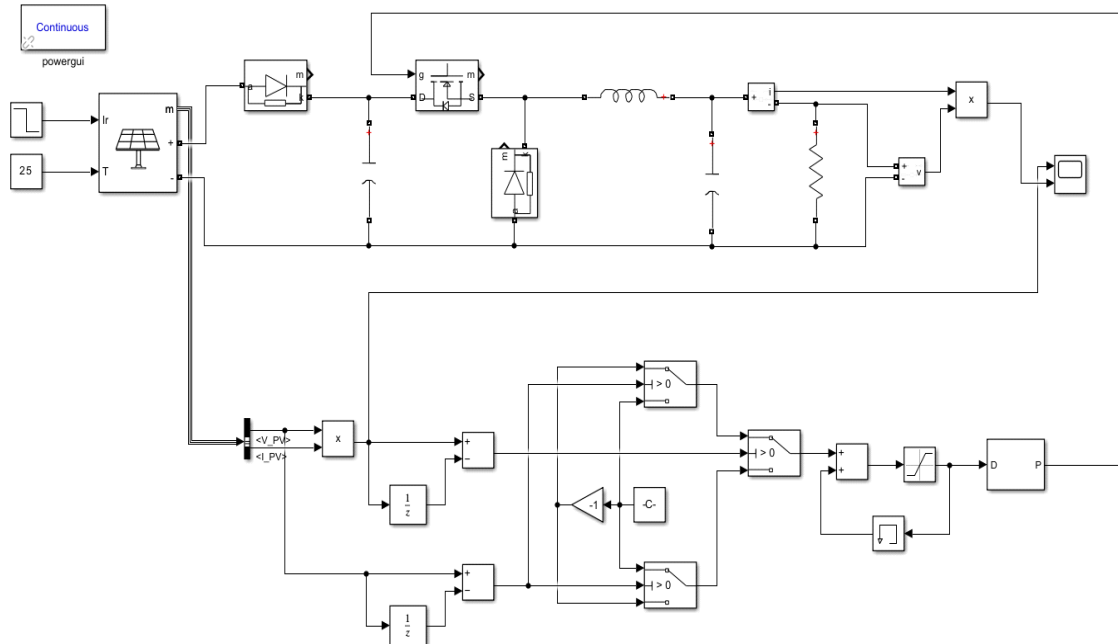 Continuous
powergui
m
Ir
+
T
-
25
a
m
k
g
m
D
S
m
k
+
i
-
x
+
-
v
<V_PV>
<I_PV>
x
+
−
1
z
> 0
> 0
> 0
-1
-C-
+
+
D
P
+
−
1
z